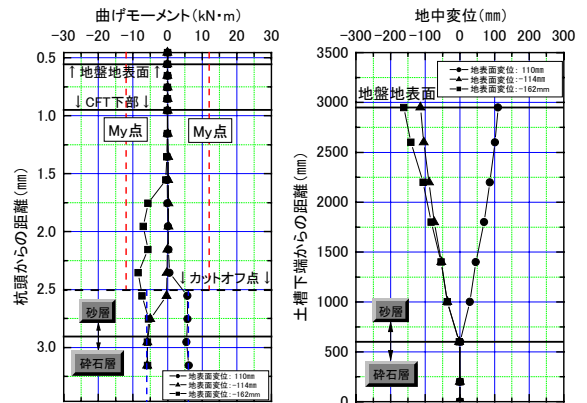 曲げモーメント(kN・m)
-30 -20 -10 0 10 20 30
0.5
1.0
1.5
2.0
2.5
3.0
杭頭からの距離(mm)
↑地盤地表面↑
↓CFT下部↓
My点
My点
↓カットオフ点↓
砂層
砕石層
地表面変位: 110mm
地表面変位: -114mm
地表面変位: -162mm
地中変位(mm)
-300 -200 -100 0 100 200 300
3500
3000
2500
2000
1500
1000
500
0
土槽下端からの距離(mm)
地盤地表面
地表面変位: 110mm
地表面変位: -114mm
地表面変位: -162mm
砂層
砕石層